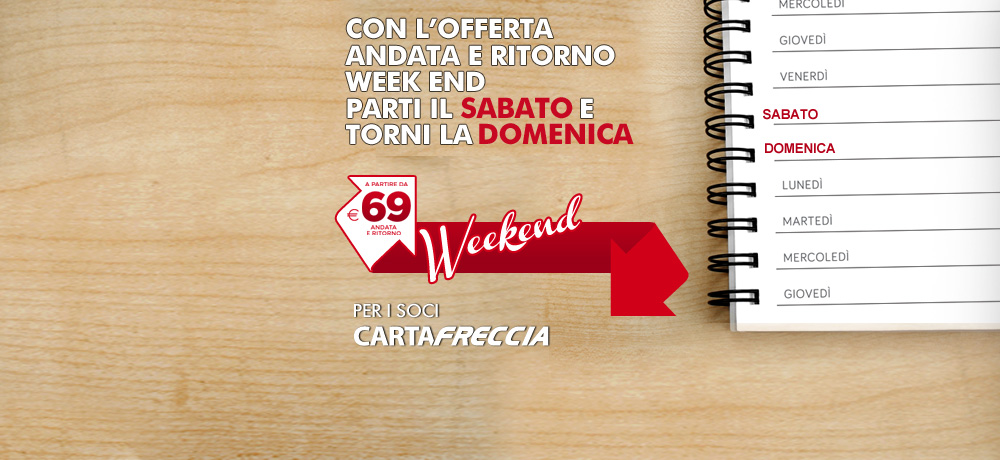 CON L'OFFERTA
ANDATA E RITORNO
WEEK END
PARTI IL SABATO E
TORNI LA DOMENICA
A PARTIRE DA
€ 69
ANDATA
E RITORNO
Weekend
PER I SOCI
CARTAFRECCIA
MERCOLEDÌ
GIOVEDÌ
VENERDÌ
SABATO
DOMENICA
LUNEDÌ
MARTEDÌ
MERCOLEDÌ
GIOVEDÌ